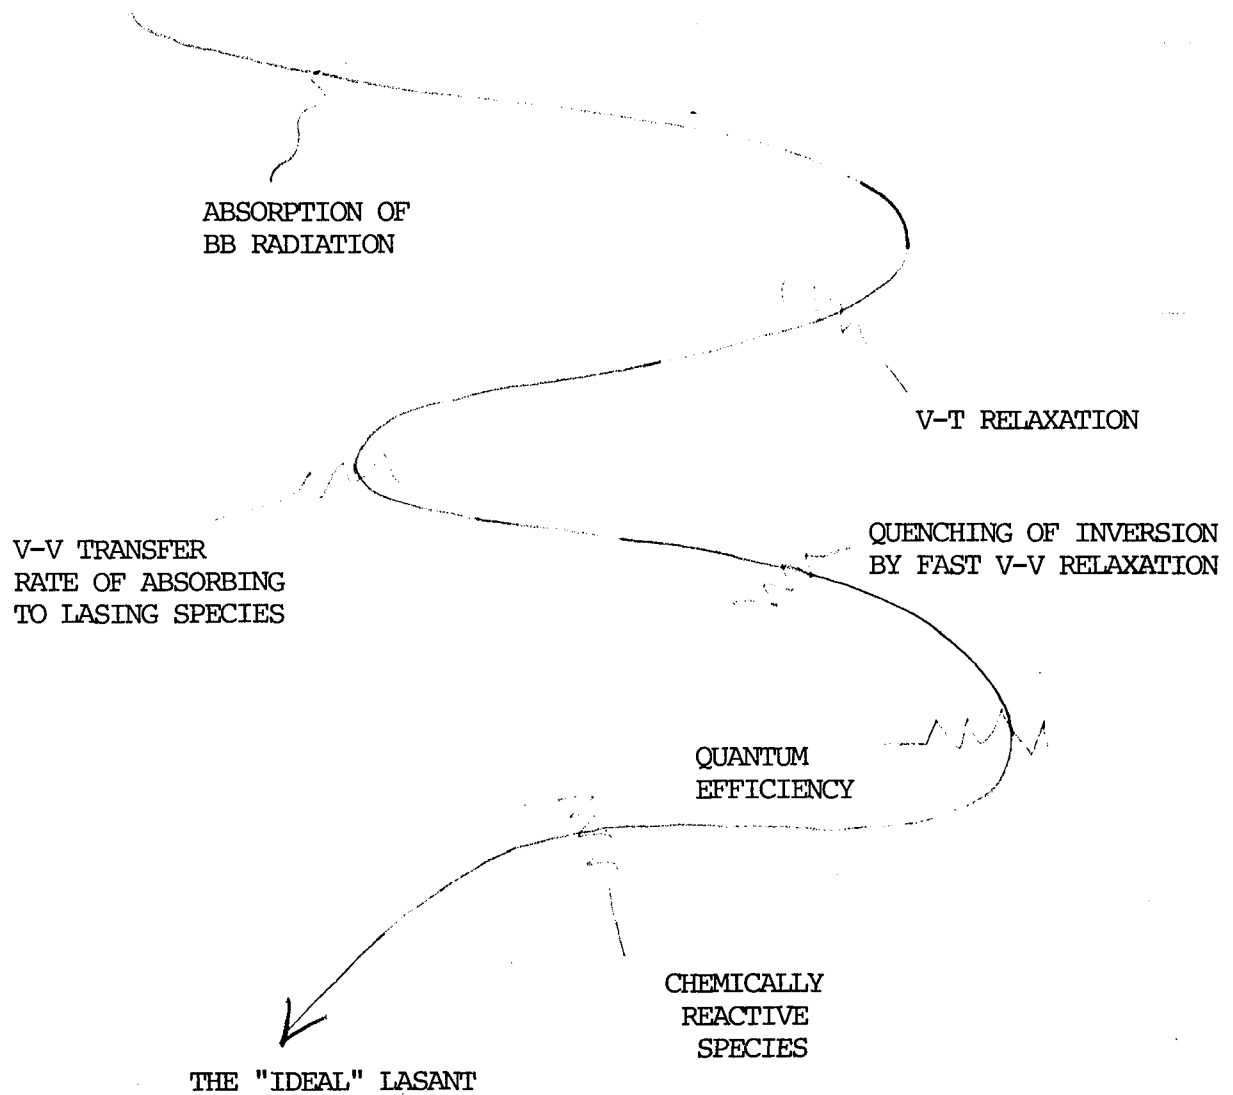 ABSORPTION OF
BB RADIATION
V-T RELAXATION
V-V TRANSFER
RATE OF ABSORBING
TO LASING SPECIES
QUENCHING OF INVERSION
BY FAST V-V RELAXATION
QUANTUM
EFFICIENCY
CHEMICALLY
REACTIVE
SPECIES
THE "IDEAL" LASANT